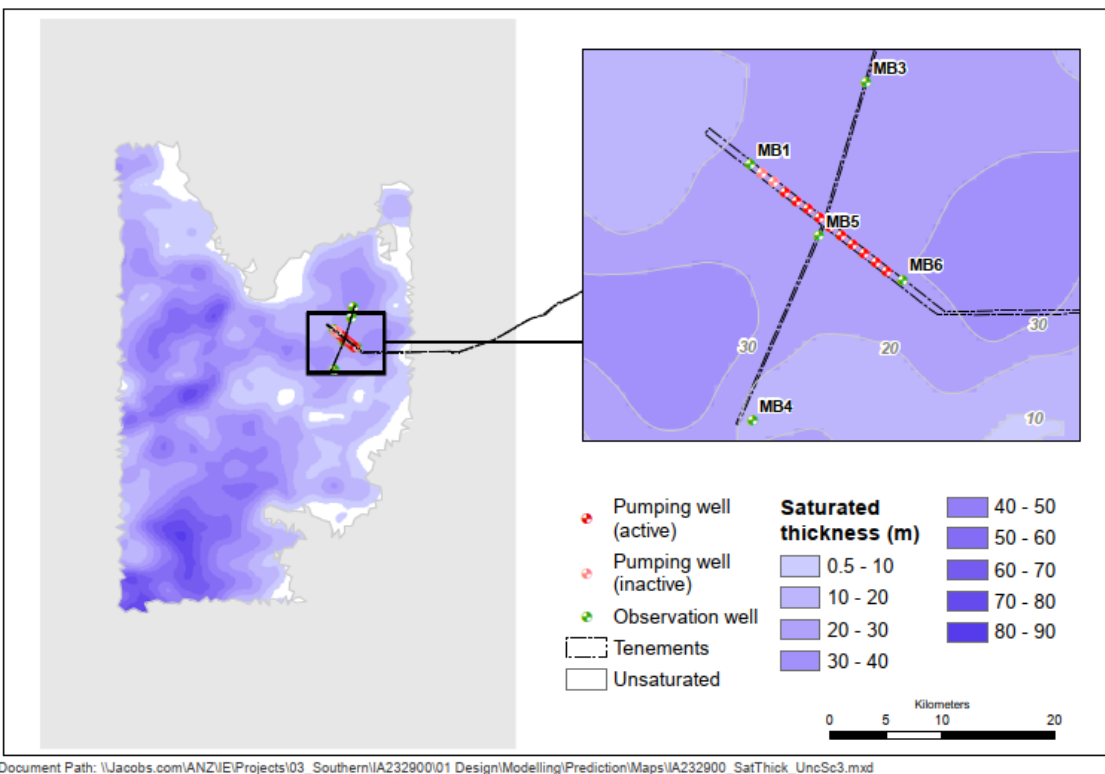 MB3
MB1
MB5
MB6
30
20
30
MB4
10
Pumping well
(active)
Pumping well
(inactive)
Observation well
Tenements
Unsaturated
Saturated
thickness (m)
0.5 - 10
10 - 20
20 - 30
30 - 40
40 - 50
50 - 60
60 - 70
70 - 80
80 - 90
Kilometers
0 5 10 20
Document Path: \\Jacobs.com\ANZ\IE\Projects\03_Southern\IA232900\01 Design\Modelling\Prediction\Maps\IA232900_SatThick_UncSc3.mxd